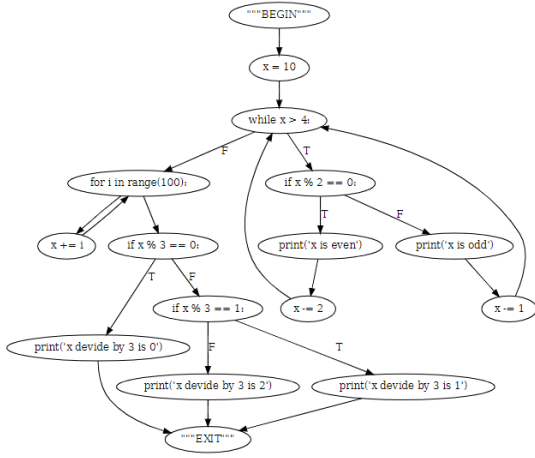 """BEGIN"""
x = 10
while x > 4:
F
T
for i in range(100):
if x % 2 == 0:
T
F
x += i
if x % 3 == 0:
print('x is even')
print('x is odd')
T
F
if x % 3 == 1:
x -= 2
x -= 1
print('x devide by 3 is 0')
F
T
print('x devide by 3 is 2')
print('x devide by 3 is 1')
"""EXIT"""